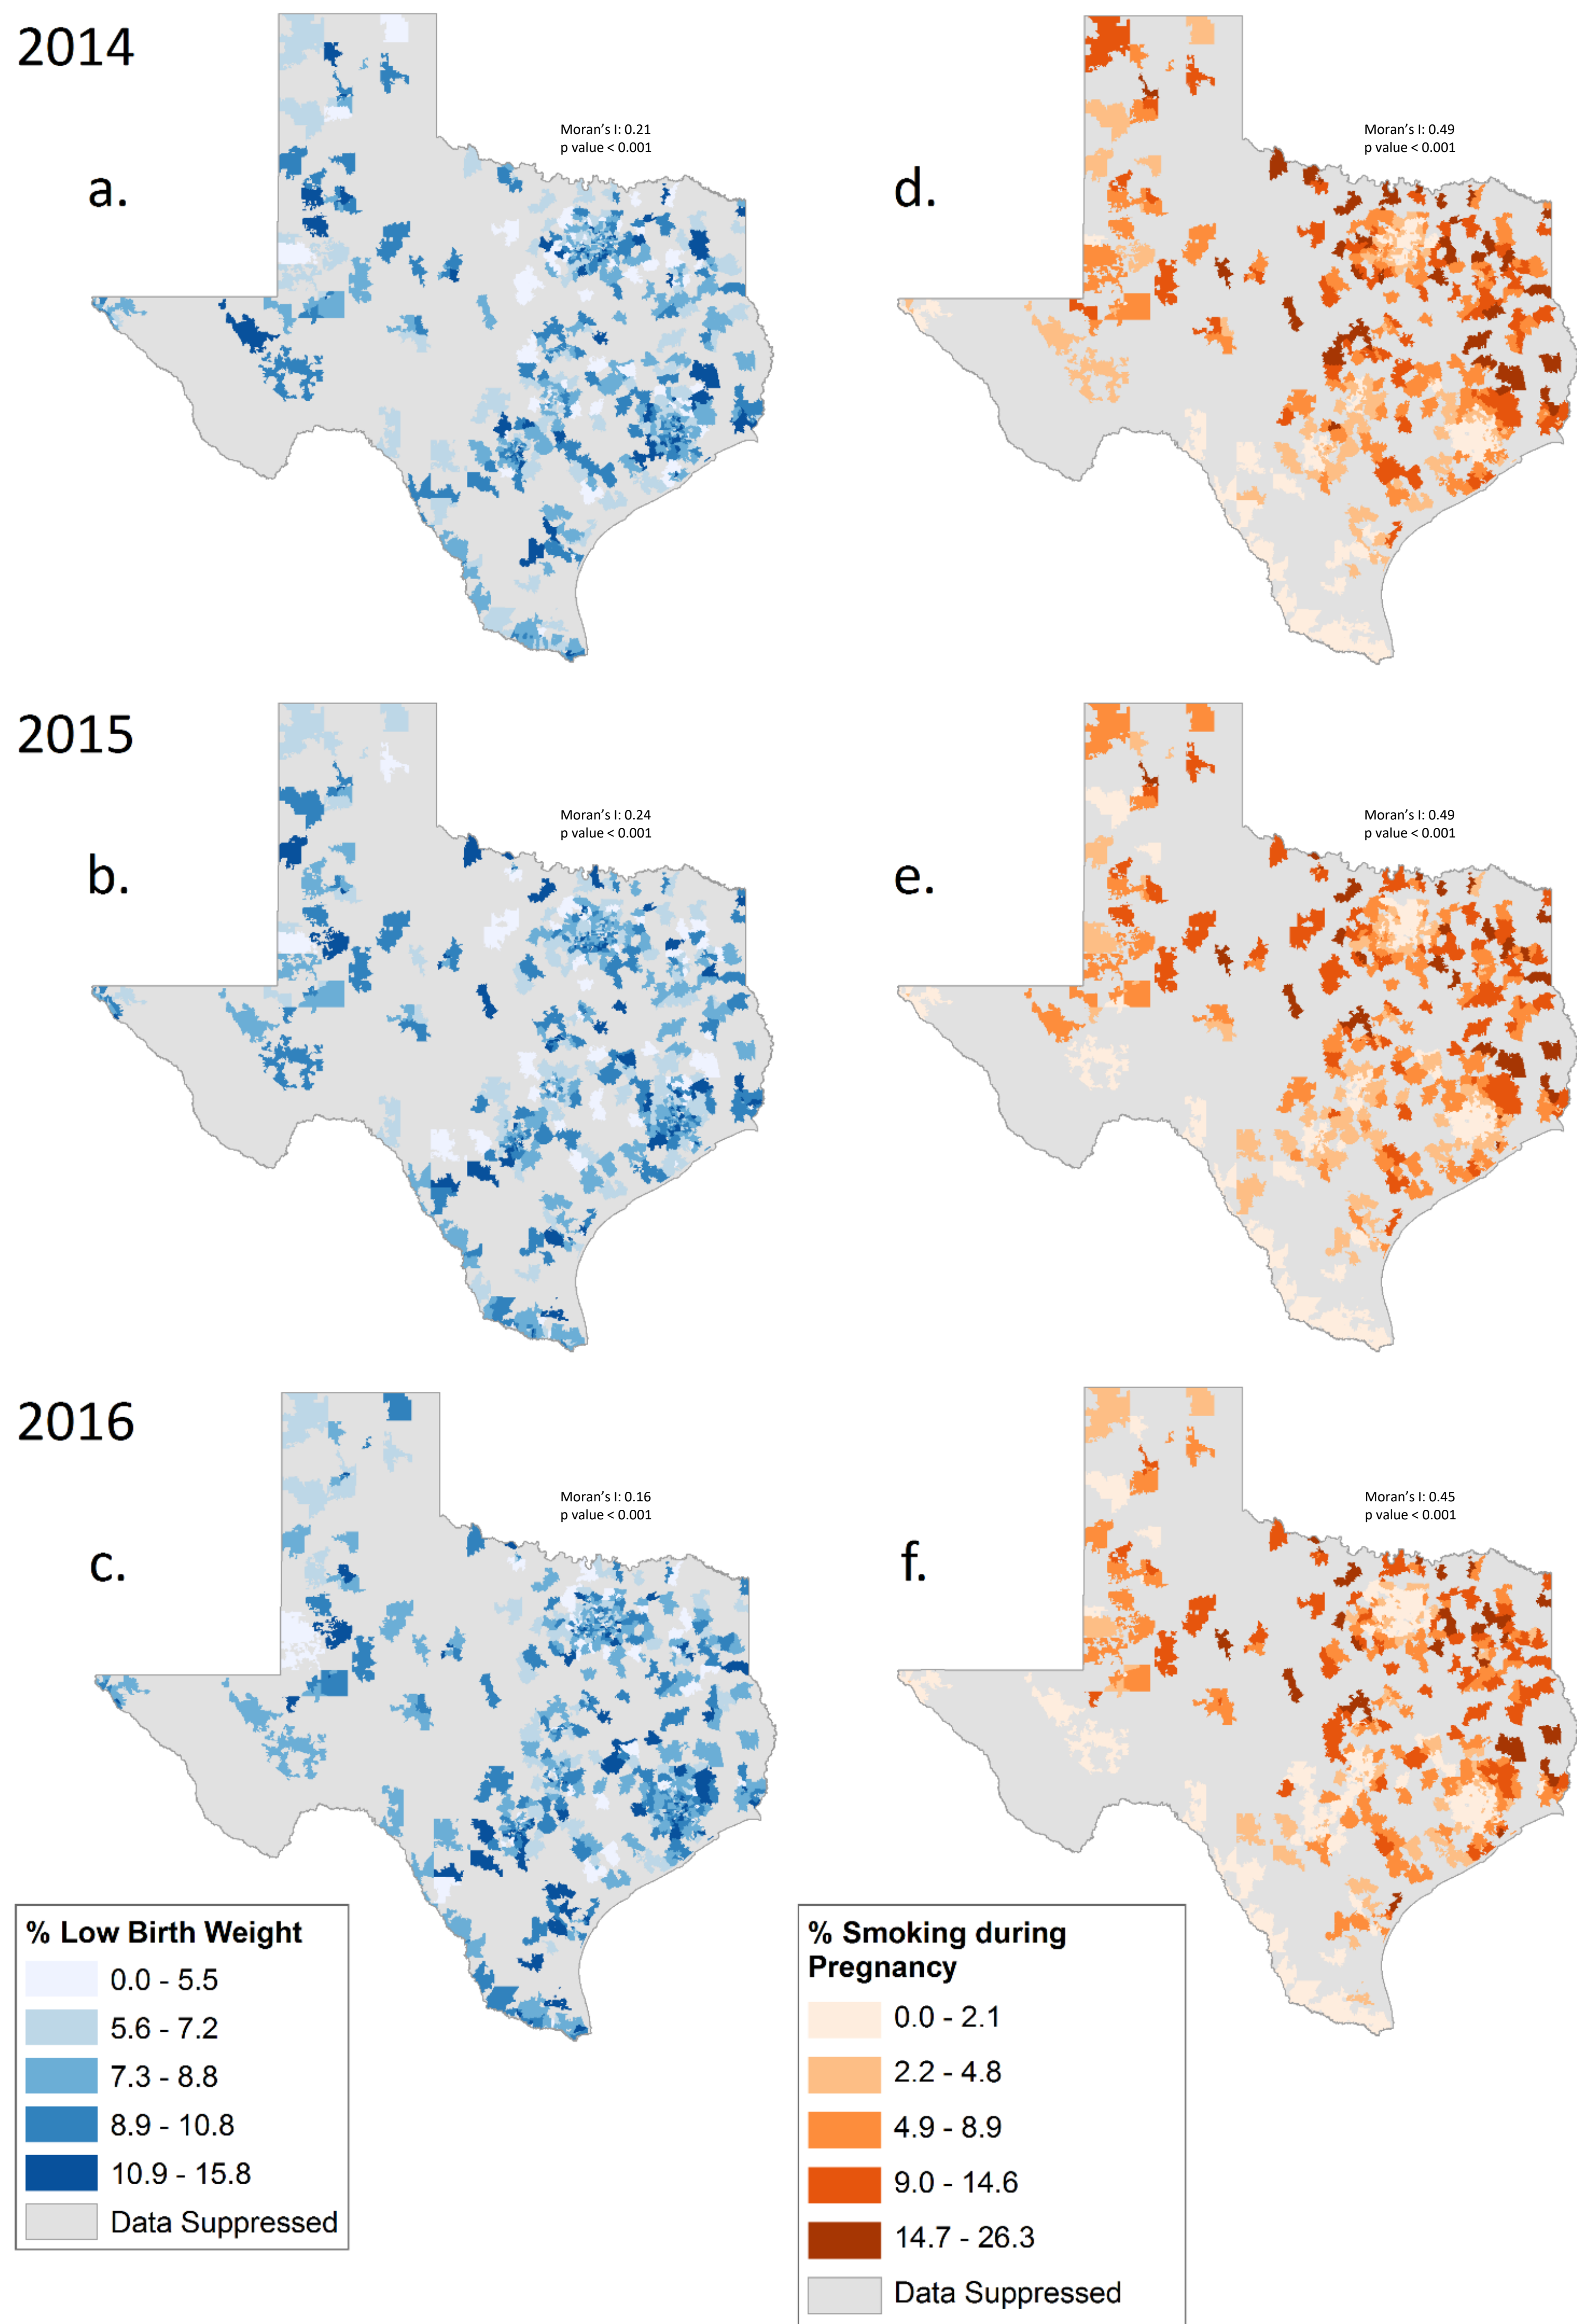 2014
Moran's I: 0.21
p value < 0.001
a.
Moran's I: 0.49
p value < 0.001
d.
2015
Moran's I: 0.24
p value < 0.001
b.
Moran's I: 0.49
p value < 0.001
e.
2016
Moran's I: 0.16
p value < 0.001
c.
Moran's I: 0.45
p value < 0.001
f.
% Low Birth Weight
0.0 - 5.5
5.6 - 7.2
7.3 - 8.8
8.9 - 10.8
10.9 - 15.8
Data Suppressed
% Smoking during
Pregnancy
0.0 - 2.1
2.2 - 4.8
4.9 - 8.9
9.0 - 14.6
14.7 - 26.3
Data Suppressed